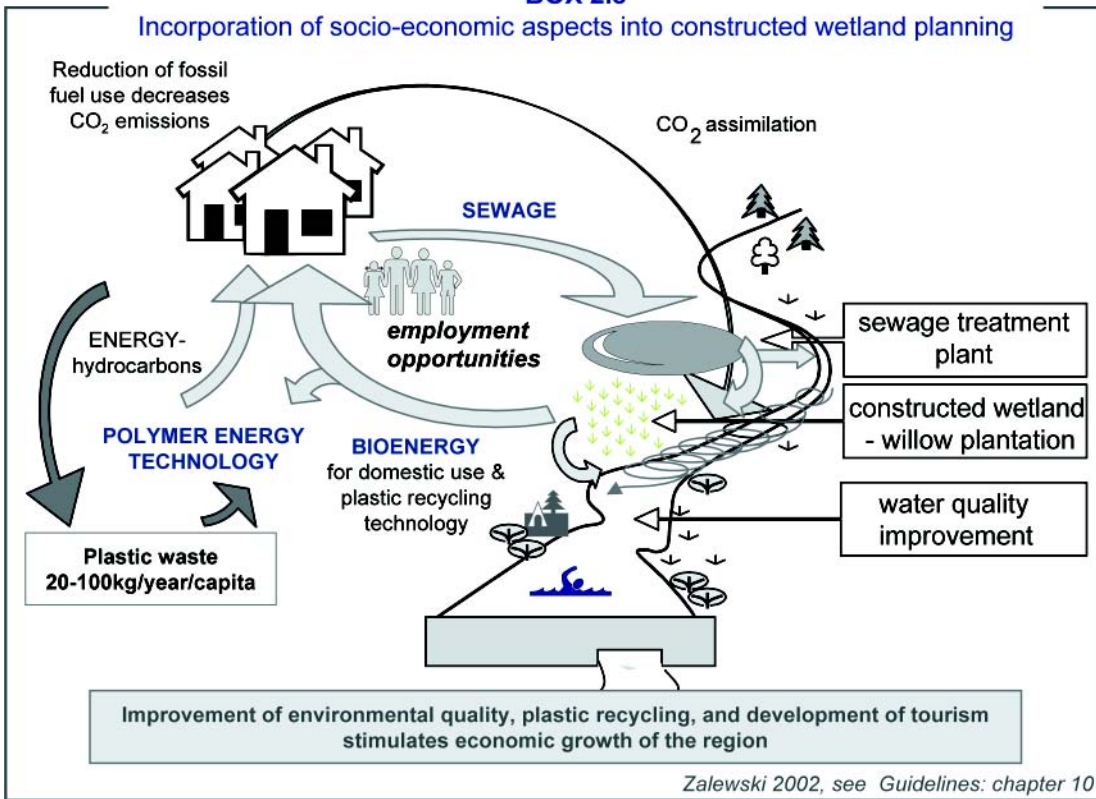 Incorporation of socio-economic aspects into constructed wetland planning
Reduction of fossil
fuel use decreases
CO₂ emissions
CO₂ assimilation
SEWAGE
employment
opportunities
ENERGY-
hydrocarbons
POLYMER ENERGY
TECHNOLOGY
BIOENERGY
for domestic use &
plastic recycling
technology
Plastic waste
20-100kg/year/capita
sewage treatment
plant
constructed wetland
- willow plantation
water quality
improvement
Improvement of environmental quality, plastic recycling, and development of tourism
stimulates economic growth of the region
Zalewski 2002, see Guidelines: chapter 10